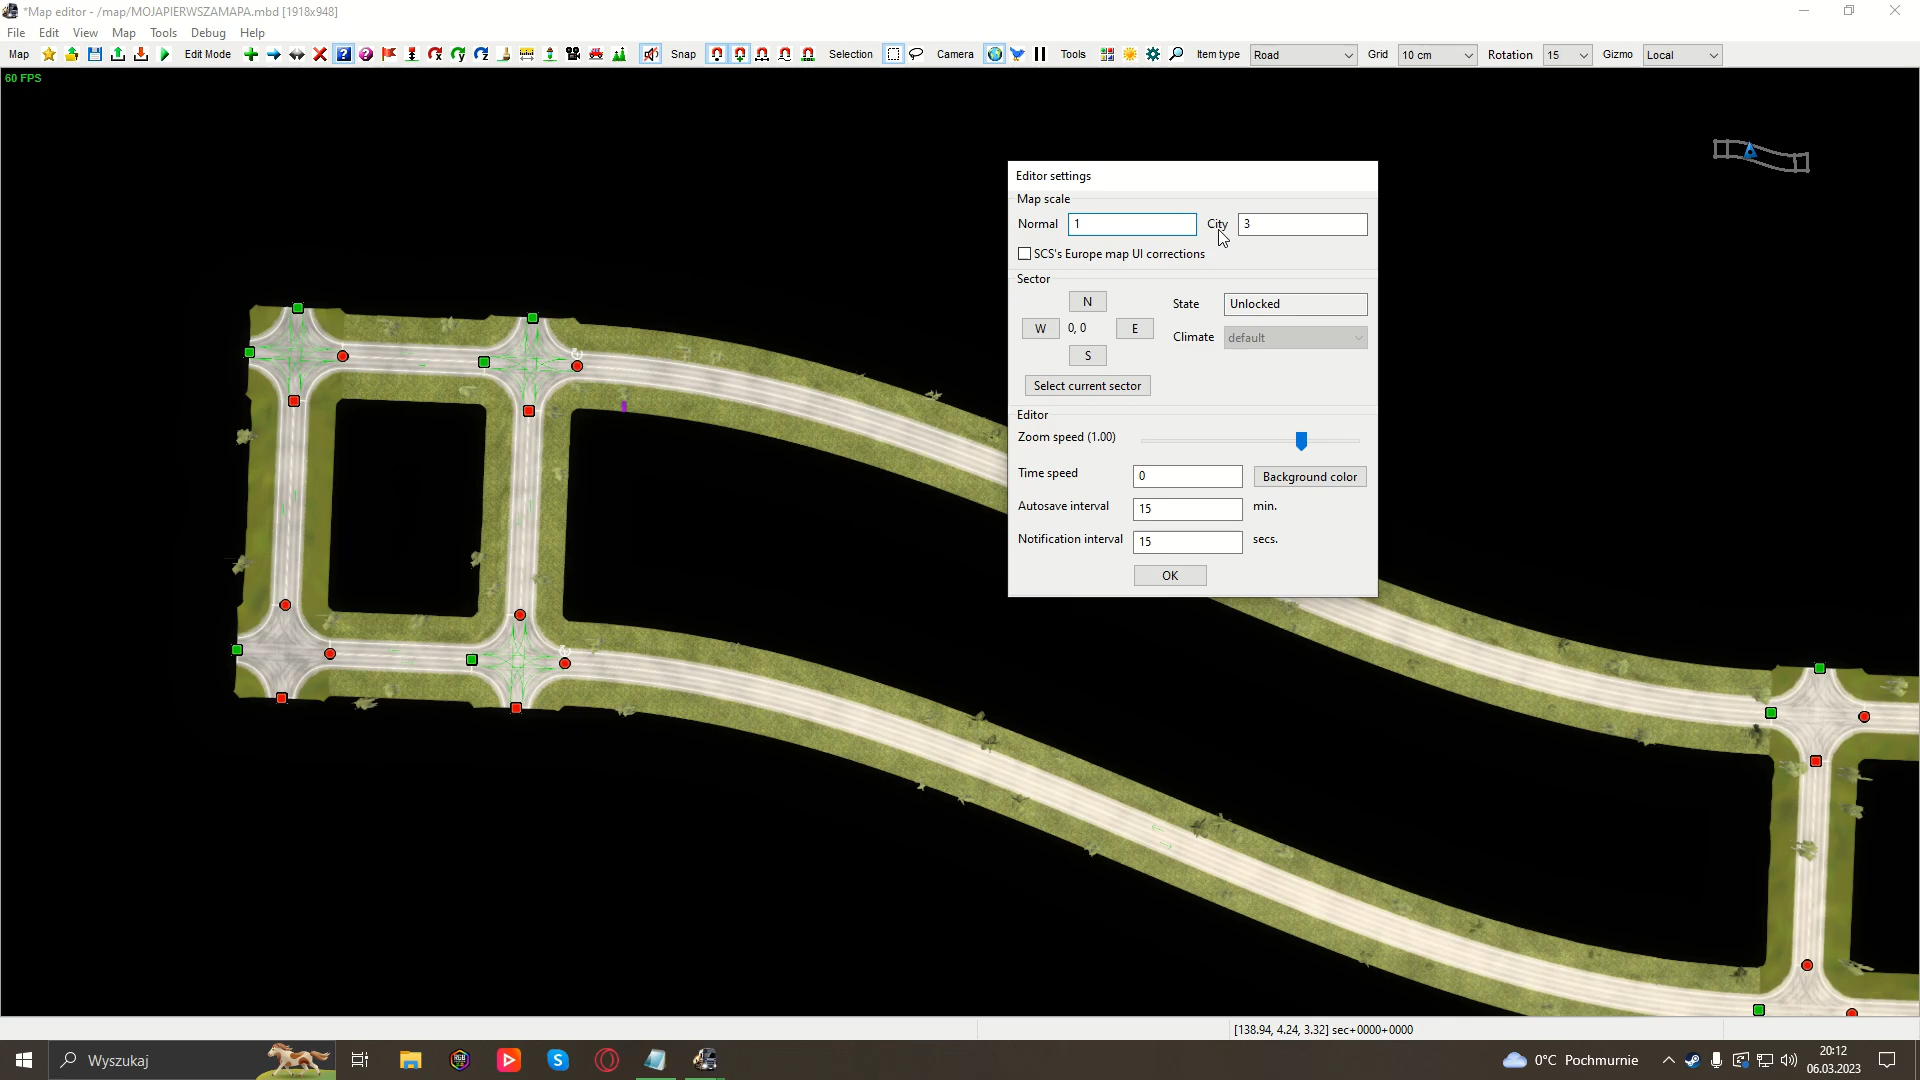 *Map editor - /map/MOJAPIERWSZAMAPA.mbd [1918x948]
File Edit View Map Tools Debug Help
Map Edit Mode Snap Selection Camera Tools Item type Road Grid 10 cm Rotation 15 Gizmo Local
60 FPS
Editor settings
Map scale
Normal 1 City 3
SCS's Europe map UI corrections
Sector
N
State Unlocked
W 0, 0 E
Climate default
S
Select current sector
Editor
Zoom speed (1.00)
Time speed 0 Background color
Autosave interval 15 min.
Notification interval 15 secs.
OK
[138.94, 4.24, 3.32] sec+0000+0000
Wyszukaj
0°C Pochmurnie
20:12
06.03.2023